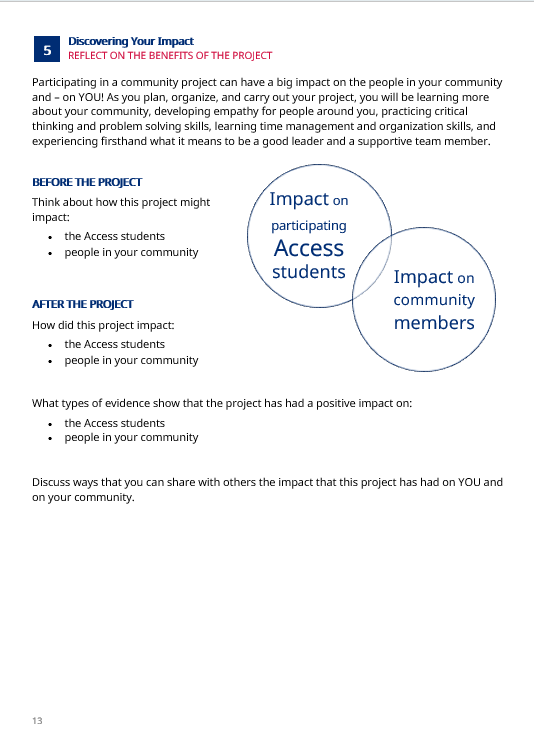 5
Discovering Your Impact
REFLECT ON THE BENEFITS OF THE PROJECT
Participating in a community project can have a big impact on the people in your community
and – on YOU! As you plan, organize, and carry out your project, you will be learning more
about your community, developing empathy for people around you, practicing critical
thinking and problem solving skills, learning time management and organization skills, and
experiencing firsthand what it means to be a good leader and a supportive team member.
BEFORE THE PROJECT
Think about how this project might
impact:
• the Access students
• people in your community
Impact on
participating
Access
students
Impact on
community
members
AFTER THE PROJECT
How did this project impact:
• the Access students
• people in your community
What types of evidence show that the project has had a positive impact on:
• the Access students
• people in your community
Discuss ways that you can share with others the impact that this project has had on YOU and
on your community.
13